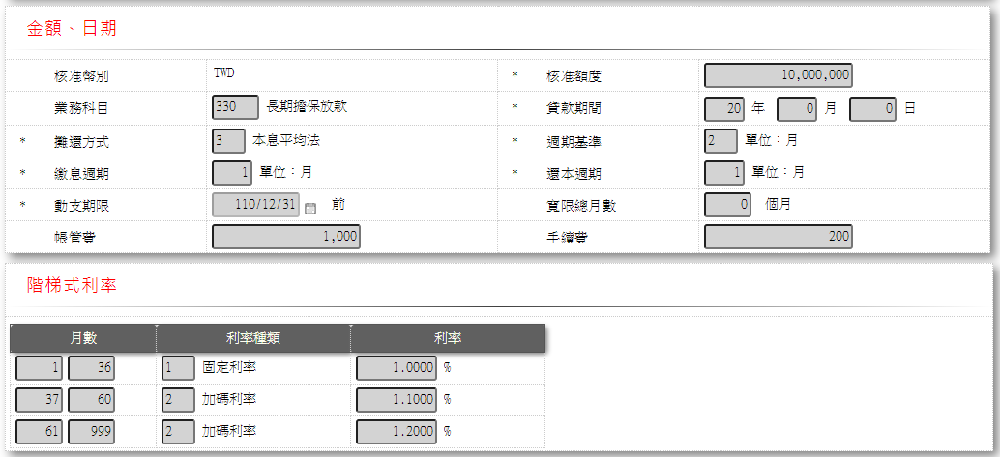 金額、日期
核准幣別 TWD * 核准額度 10,000,000
業務科目 330 長期擔保放款 * 貸款期間 20 年 0 月 0 日
* 攤還方式 3 本息平均法 * 週期基準 2 單位：月
* 繳息週期 1 單位：月 * 還本週期 1 單位：月
* 動支期限 110/12/31 前 寬限總月數 0 個月
帳管費 1,000 手續費 200
階梯式利率
月數 利率種類 利率
1 36 1 固定利率 1.0000 %
37 60 2 加碼利率 1.1000 %
61 999 2 加碼利率 1.2000 %